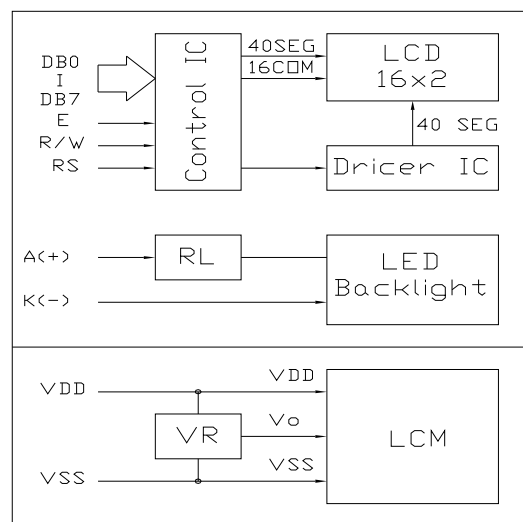 DB0
I
DB7
E
R/W
RS
Control IC
40SEG
16COM
LCD
16x2
40 SEG
Dricer IC
A(+)
RL
K(-)
LED
Backlight
VDD
VDD
VR
Vo
LCM
VSS
VSS